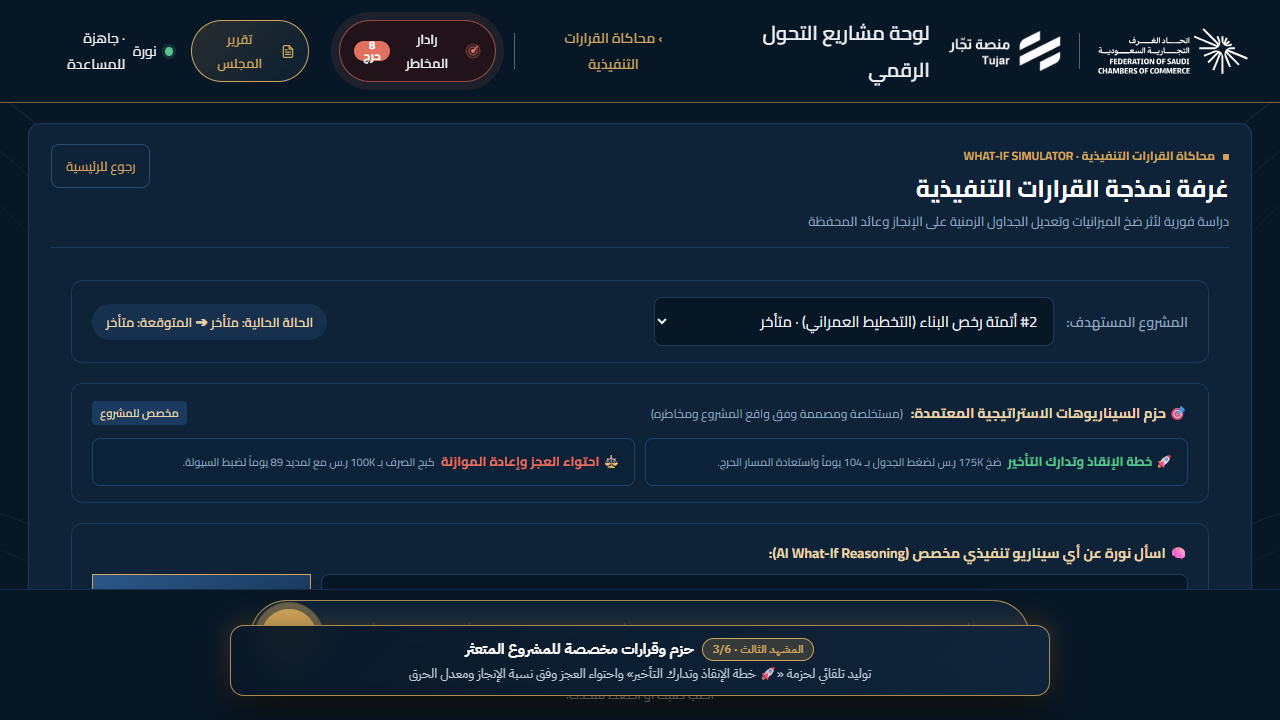 اتحاد الغرف
التجارية السعودية
FEDERATION OF SAUDI
CHAMBERS OF COMMERCE
منصة تجّار
Tujar
لوحة مشاريع التحول
الرقمي
› محاكاة القرارات
التنفيذية
رادار
المخاطر
8
حرج
تقرير
المجلس
نورة
· جاهزة
للمساعدة
محاكاة القرارات التنفيذية · WHAT-IF SIMULATOR
رجوع للرئيسية
غرفة نمذجة القرارات التنفيذية
دراسة فورية لأثر ضخ الميزانيات وتعديل الجداول الزمنية على الإنجاز وعائد المحفظة
المشروع المستهدف:
#2 أتمتة رخص البناء (التخطيط العمراني) · متأخر
الحالة الحالية: متأخر ➔ المتوقعة: متأخر
🎯 حزم السيناريوهات الاستراتيجية المعتمدة: (مستخلصة ومصممة وفق واقع المشروع ومخاطره)
مخصص للمشروع
🚀 خطة الإنقاذ وتدارك التأخير ضخ 175K ر.س لضغط الجدول بـ 104 يوماً واستعادة المسار الحرج.
⚖️ احتواء العجز وإعادة الموازنة كبح الصرف بـ 100K ر.س مع تمديد 89 يوماً لضبط السيولة.
🧠 اسأل نورة عن أي سيناريو تنفيذي مخصص (AI What-If Reasoning):
المشهد الثالث · 3/6
حزم وقرارات مخصصة للمشروع المتعثر
توليد تلقائي لحزمة «🚀 خطة الإنقاذ وتدارك التأخير» واحتواء العجز وفق نسبة الإنجاز ومعدل الحرق